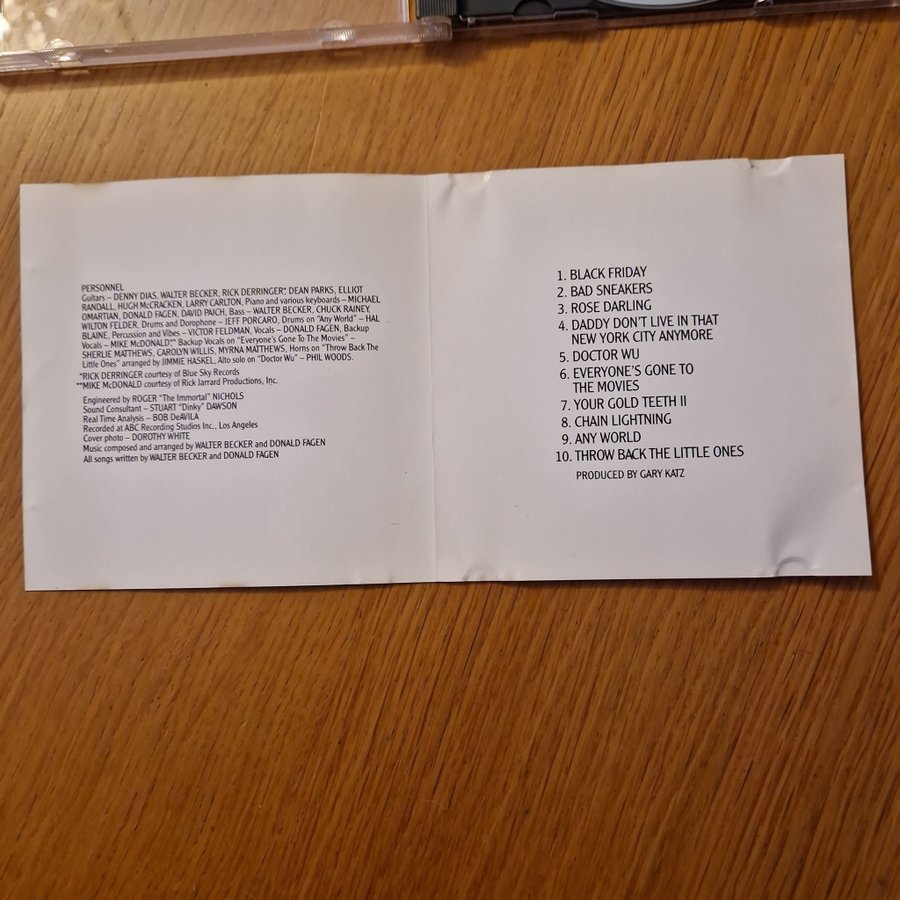 PERSONNEL
Guitars – DENNY DIAS, WALTER BECKER, RICK DERRINGER*, DEAN PARKS, ELLIOT
RANDALL, HUGH McCRACKEN, LARRY CARLTON, Piano and various keyboards – MICHAEL
OMARTIAN, DONALD FAGEN, DAVID PAICH, Bass – WALTER BECKER, CHUCK RAINEY,
WILTON FELDER, Drums and Dorophone – JEFF PORCARO, Drums on "Any World" – HAL
BLAINE, Percussion and Vibes – VICTOR FELDMAN, Vocals – DONALD FAGEN, Backup
Vocals – MIKE McDONALD,** Backup Vocals on "Everyone's Gone To The Movies" –
SHERLIE MATTHEWS, CAROLYN WILLIS, MYRNA MATTHEWS, Horns on "Throw Back The
Little Ones" arranged by JIMMIE HASKEL, Alto solo on "Doctor Wu" – PHIL WOODS.
*RICK DERRINGER courtesy of Blue Sky Records
**MIKE McDONALD courtesy of Rick Jarrard Productions, Inc.
Engineered by ROGER "The Immortal" NICHOLS
Sound Consultant – STUART "Dinky" DAWSON
Real Time Analysis – BOB DeAVILA
Recorded at ABC Recording Studios Inc., Los Angeles
Cover photo – DOROTHY WHITE
Music composed and arranged by WALTER BECKER and DONALD FAGEN
All songs written by WALTER BECKER and DONALD FAGEN
1. BLACK FRIDAY
2. BAD SNEAKERS
3. ROSE DARLING
4. DADDY DON'T LIVE IN THAT
NEW YORK CITY ANYMORE
5. DOCTOR WU
6. EVERYONE'S GONE TO
THE MOVIES
7. YOUR GOLD TEETH II
8. CHAIN LIGHTNING
9. ANY WORLD
10. THROW BACK THE LITTLE ONES
PRODUCED BY GARY KATZ